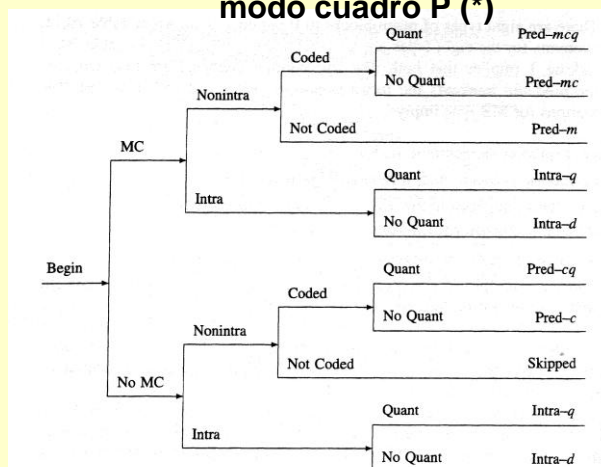 modo cuadro P (*)
Quant Pred–mcq
Coded
No Quant Pred–mc
Nonintra
Not Coded Pred–m
MC
Quant Intra–q
Intra
No Quant Intra–d
Begin
Quant Pred–cq
Coded
No Quant Pred–c
Nonintra
Not Coded Skipped
No MC
Quant Intra–q
Intra
No Quant Intra–d